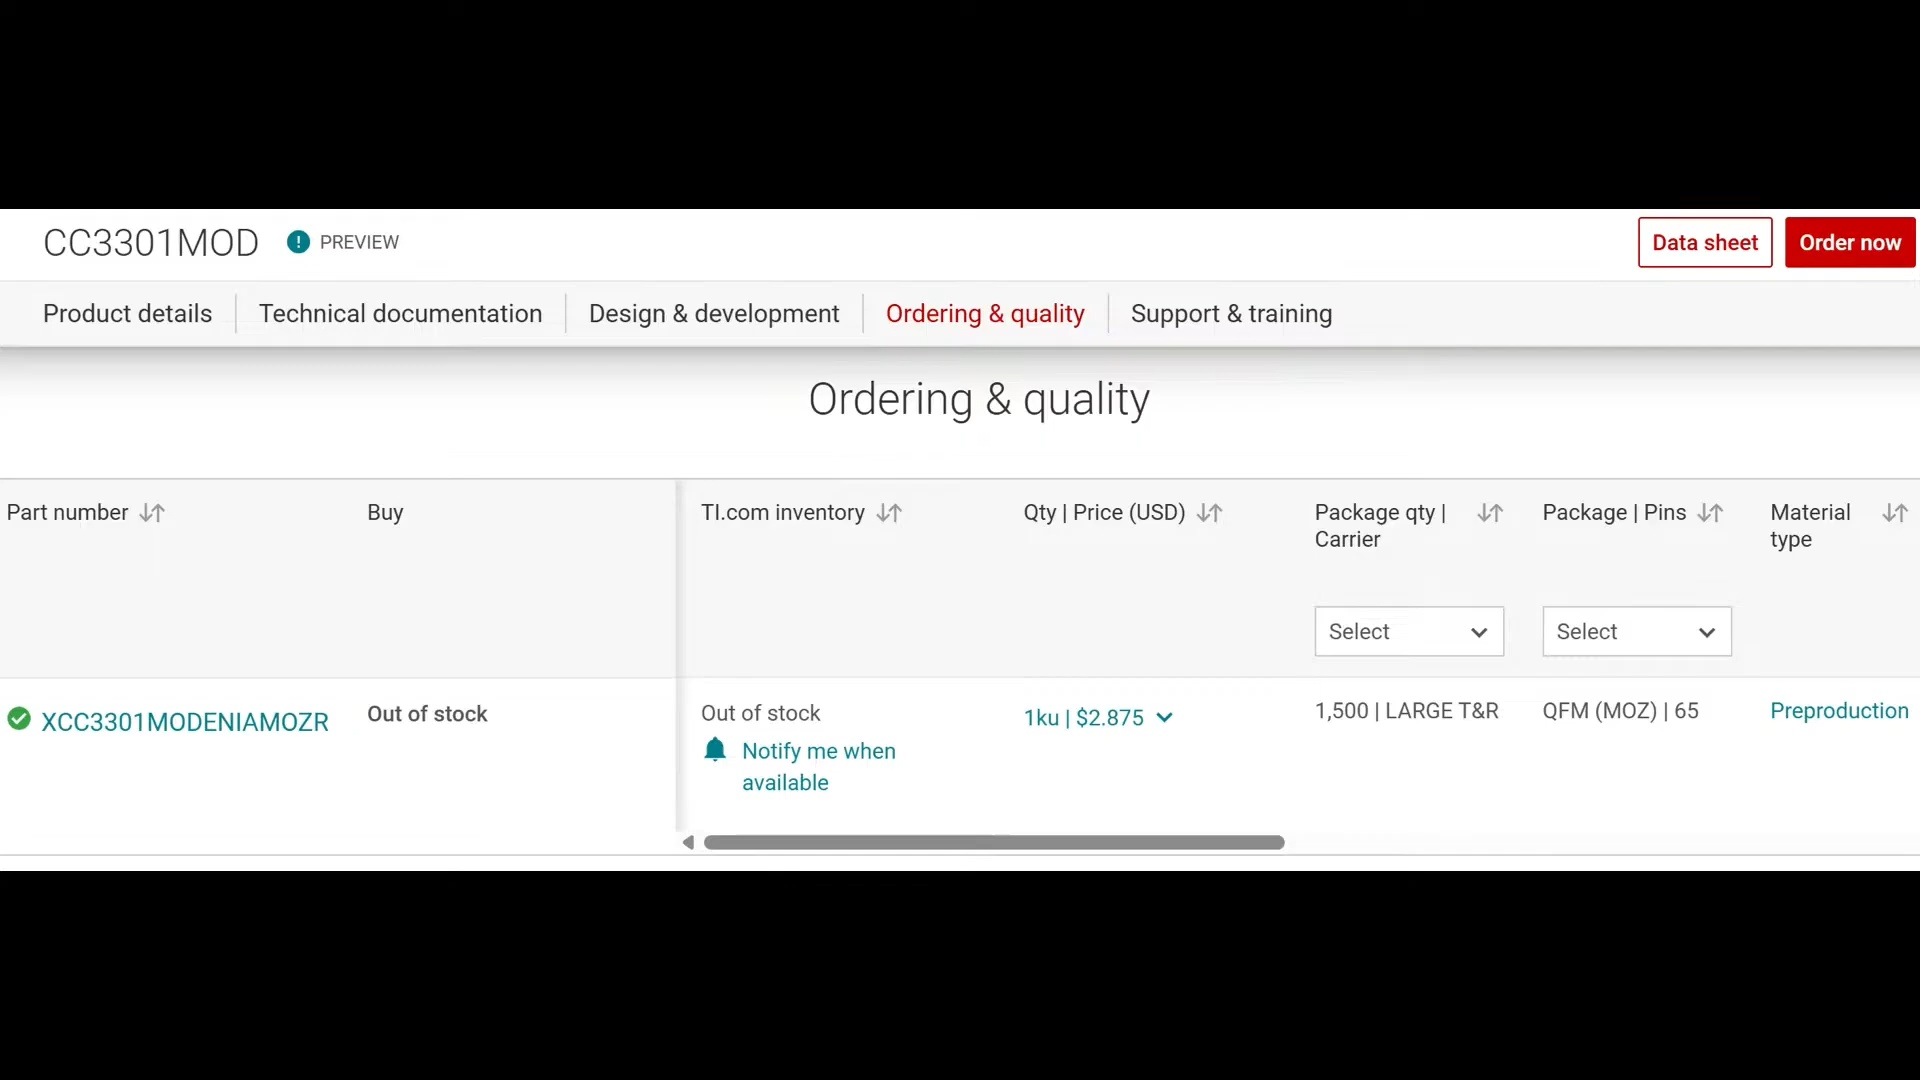 CC3301MOD ! PREVIEW Data sheet Order now
Product details Technical documentation Design & development Ordering & quality Support & training
Ordering & quality
Part number Buy TI.com inventory Qty | Price (USD) Package qty | Package | Pins Material
Carrier type
Select Select
XCC3301MODENIAMOZR Out of stock Out of stock 1ku | $2.875 1,500 | LARGE T&R QFM (MOZ) | 65 Preproduction
Notify me when
available